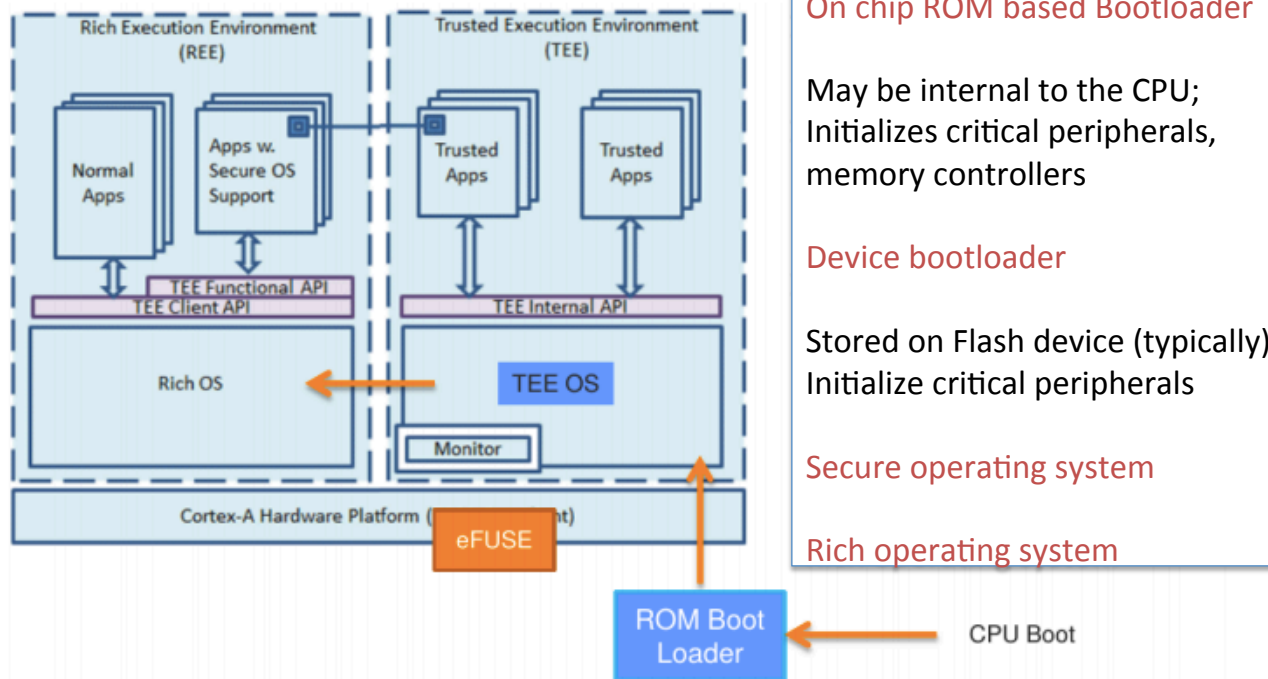 Rich Execution Environment
(REE)
Trusted Execution Environment
(TEE)
Normal
Apps
Apps w.
Secure OS
Support
Trusted
Apps
Trusted
Apps
TEE Functional API
TEE Client API
TEE Internal API
Rich OS
TEE OS
Monitor
Cortex-A Hardware Platform (
nt)
eFUSE
ROM Boot
Loader
CPU Boot
On chip ROM based Bootloader
May be internal to the CPU;
Initializes critical peripherals,
memory controllers
Device bootloader
Stored on Flash device (typically)
Initialize critical peripherals
Secure operating system
Rich operating system